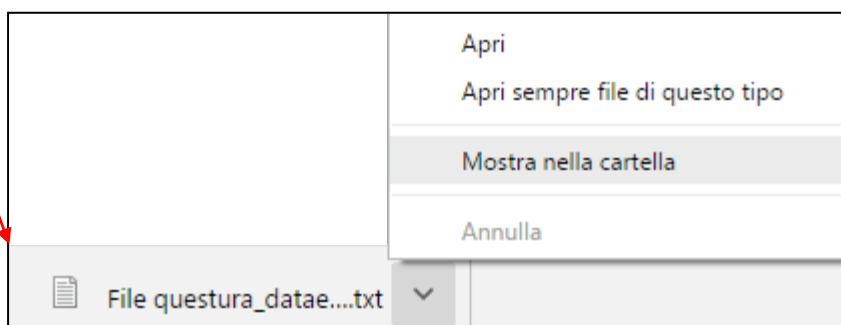 Apri
Apri sempre file di questo tipo
Mostra nella cartella
Annulla
File questura_datae....txt